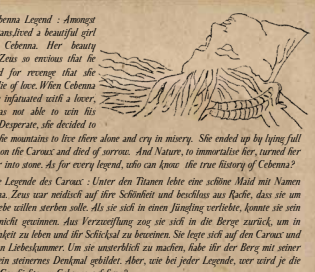 benna Legend : Amongst
ans,lived a beautiful girl
Cebenna. Her beauty
Zeus so envious that he
d for revenge that she
die of love. When Cebenna
infatuated with a lover,
as not able to win his
Desperate, she decided to
he mountains to live there alone and cry in misery. She ended up by lying full
on the Caroux and died of sorrow. And Nature, to immortalise her, turned her
r into stone. As for every legend, who can know the true history of Cebenna?
Legende des Caroux : Unter den Titanen lebte eine schöne Maid mit Namen
na. Zeus war neidisch auf ihre Schönheit und beschloss aus Rache, dass sie um
ebe willen sterben solle. Als sie sich in einen Jüngling verliebte, konnte sie sein
nicht gewinnen. Aus Verzweiflung zog sie sich in die Berge zurück, um in
keit zu leben und ihr Schicksal zu beweinen. Sie legte sich auf den Caroux und
n Liebeskummer. Um sie unsterblich zu machen, habe ihr der Berg mit seiner
in steinernes Denkmal gebildet. Aber, wie bei jeder Legende, wer wird je die